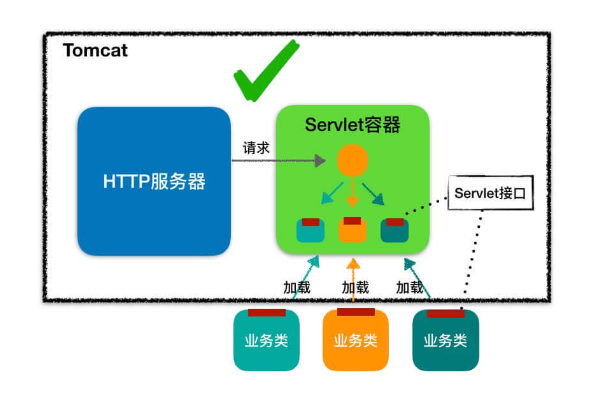 Tomcat
Servlet容器
请求
HTTP服务器
Servlet接口
加载
加载
加载
业务类
业务类
业务类